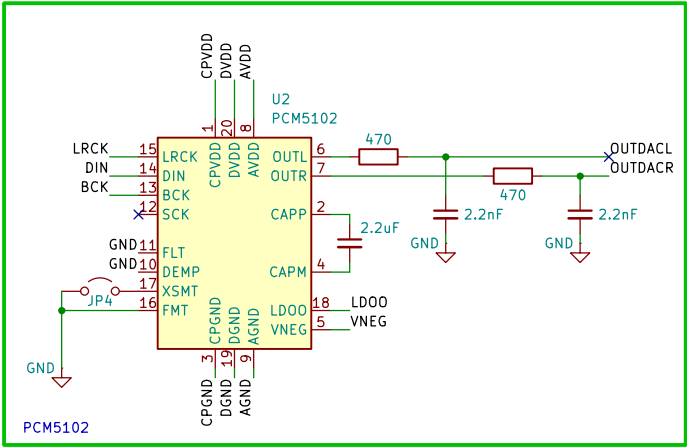 CPVDD
DVDD
AVDD
U2
PCM5102
1
20
8
CPVDD
DVDD
AVDD
LRCK 15 LRCK
DIN 14 DIN
BCK 13 BCK
12 SCK
GND 11 FLT
GND 10 DEMP
JP4 17 XSMT
16 FMT
GND
OUTL 6 470 OUTDACL
OUTR 7 470 OUTDACR
CAPP 2
2.2uF
CAPM 4
2.2nF
GND
2.2nF
GND
LDOO 18 LDOO
VNEG 5 VNEG
CPGND
DGND
AGND
3
19
9
CPGND
DGND
AGND
PCM5102